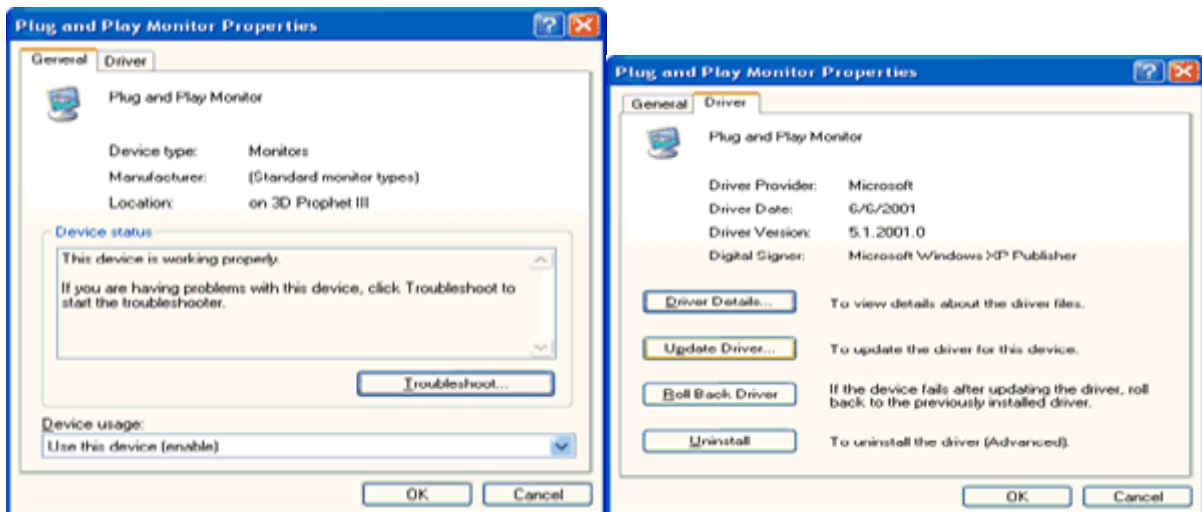 Plug and Play Monitor Properties
General Driver
Plug and Play Monitor
Device type: Monitors
Manufacturer: (Standard monitor types)
Location: on 3D Prophet III
Device status
This device is working properly.
If you are having problems with this device, click Troubleshoot to
start the troubleshooter.
Troubleshoot...
Device usage:
Use this device (enable)
OK Cancel
Plug and Play Monitor Properties
General Driver
Plug and Play Monitor
Driver Provider: Microsoft
Driver Date: 6/6/2001
Driver Version: 5.1.2001.0
Digital Signer: Microsoft Windows XP Publisher
Driver Details... To view details about the driver files.
Update Driver... To update the driver for this device.
Roll Back Driver If the device fails after updating the driver, roll
back to the previously installed driver.
Uninstall To uninstall the driver (Advanced).
OK Cancel